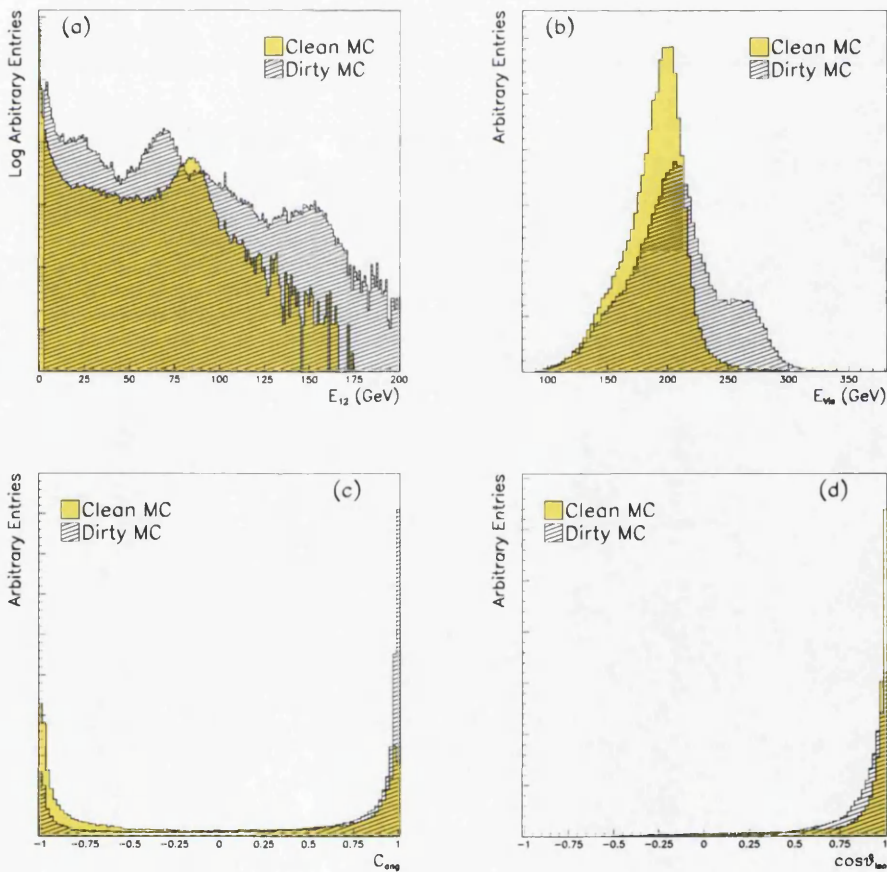 (a)
Clean MC
Dirty MC
Log Arbitrary Entries
0 25 50 75 100 125 150 175 200
E12 (GeV)
(b)
Clean MC
Dirty MC
Arbitrary Entries
100 150 200 250 300 350
EVis (GeV)
(c)
Clean MC
Dirty MC
Arbitrary Entries
-1 -0.75 -0.5 -0.25 0 0.25 0.5 0.75 1
Cang
(d)
Clean MC
Dirty MC
Arbitrary Entries
-1 -0.75 -0.5 -0.25 0 0.25 0.5 0.75 1